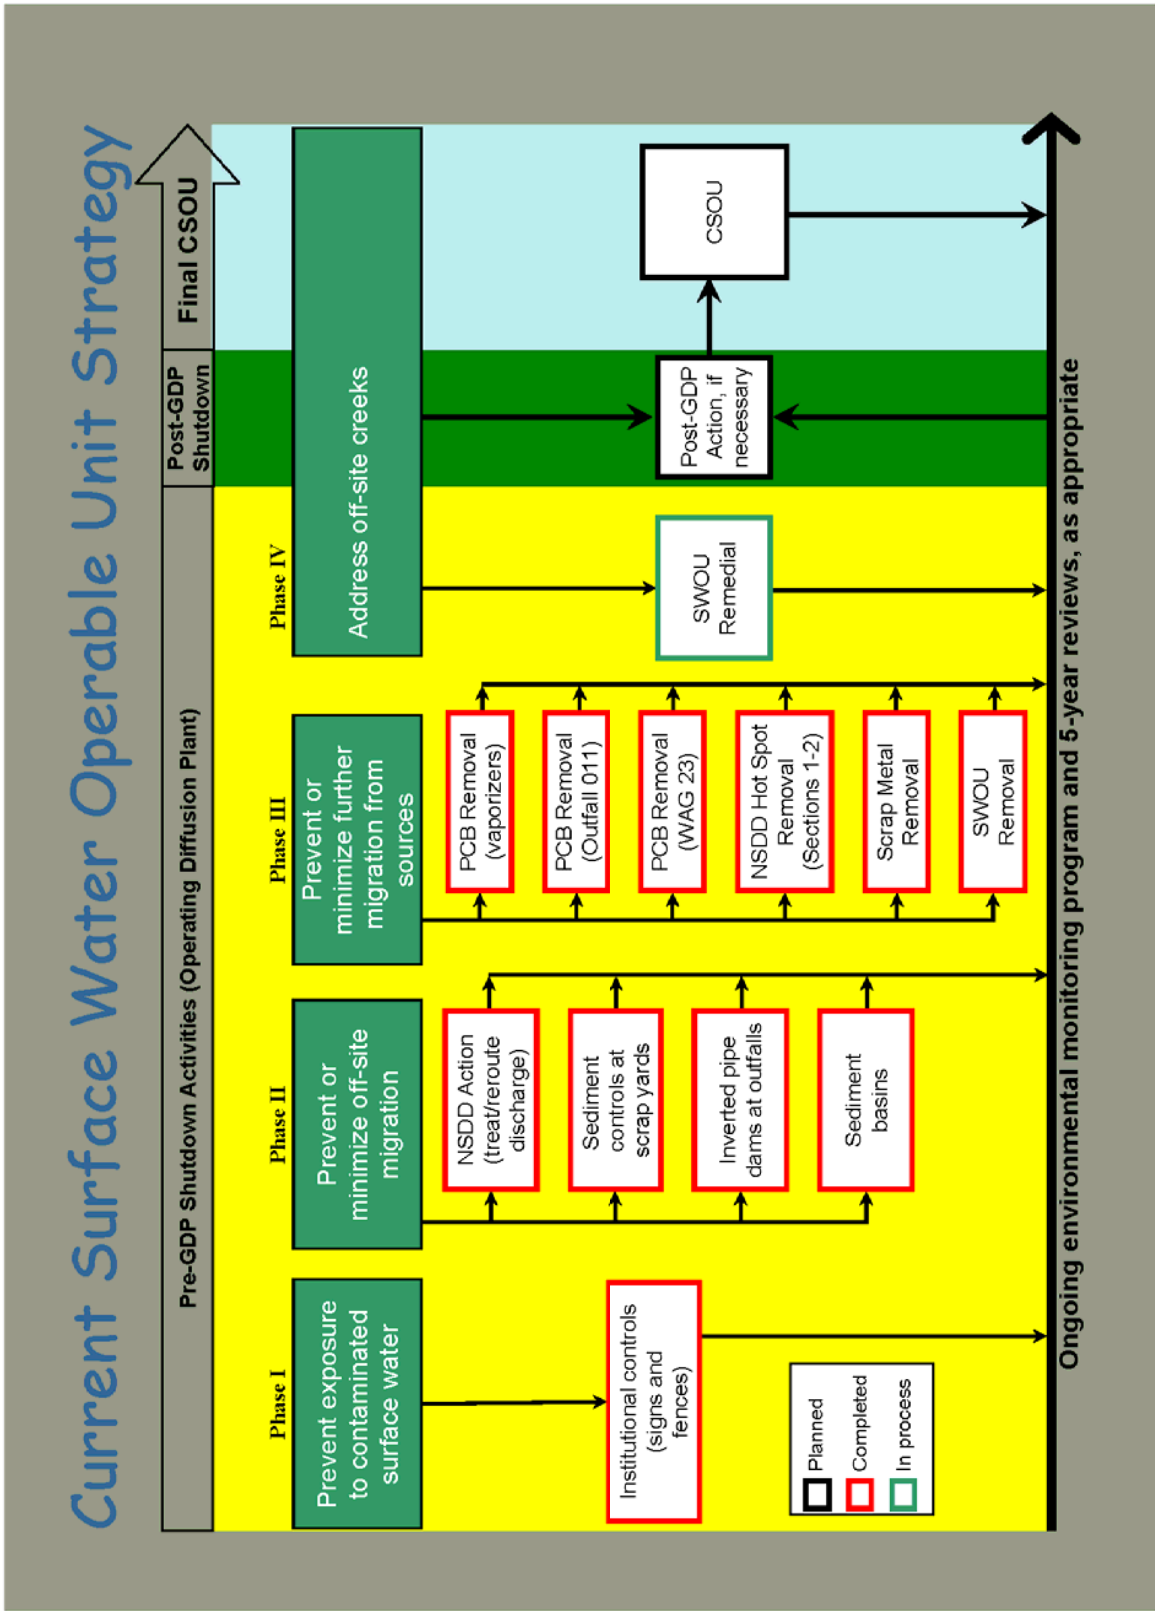 Current Surface Water Operable Unit Strategy
Pre-GDP Shutdown Activities (Operating Diffusion Plant)
Post-GDP
Shutdown
Final CSOU
Phase I
Prevent exposure
to contaminated
surface water
Institutional controls
(signs and
fences)
Phase II
Prevent or
minimize off-site
migration
NSDD Action
(treat/reroute
discharge)
Sediment
controls at
scrap yards
Inverted pipe
dams at outfalls
Sediment
basins
Phase III
Prevent or
minimize further
migration from
sources
PCB Removal
(vaporizers)
PCB Removal
(Outfall 011)
PCB Removal
(WAG 23)
NSDD Hot Spot
Removal
(Sections 1-2)
Scrap Metal
Removal
SWOU
Removal
Phase IV
Address off-site creeks
SWOU
Remedial
Post-GDP
Action, if
necessary
CSOU
Planned
Completed
In process
Ongoing environmental monitoring program and 5-year reviews, as appropriate